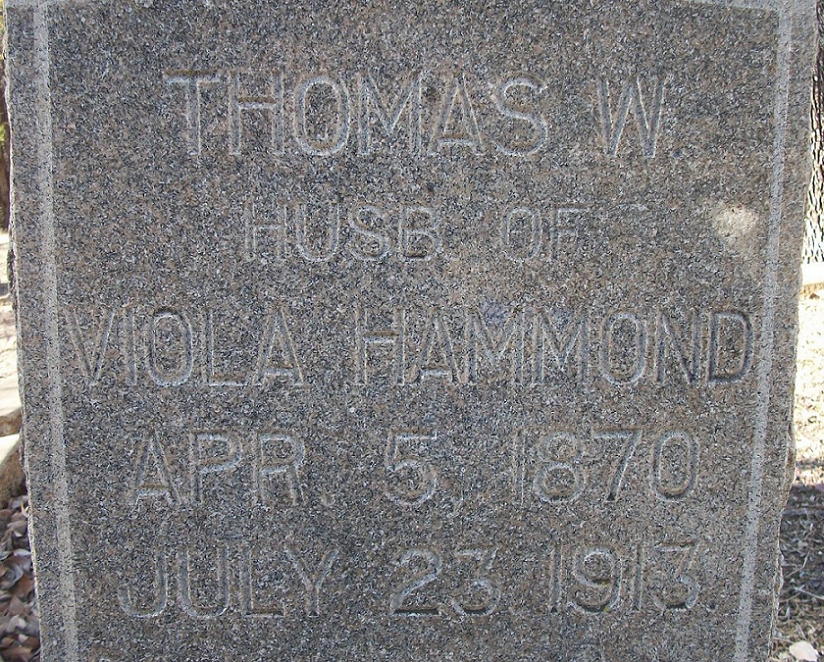 THOMAS W.
HUSB. OF
VIOLA HAMMOND
APR. 5, 1870
JULY 23 1913.